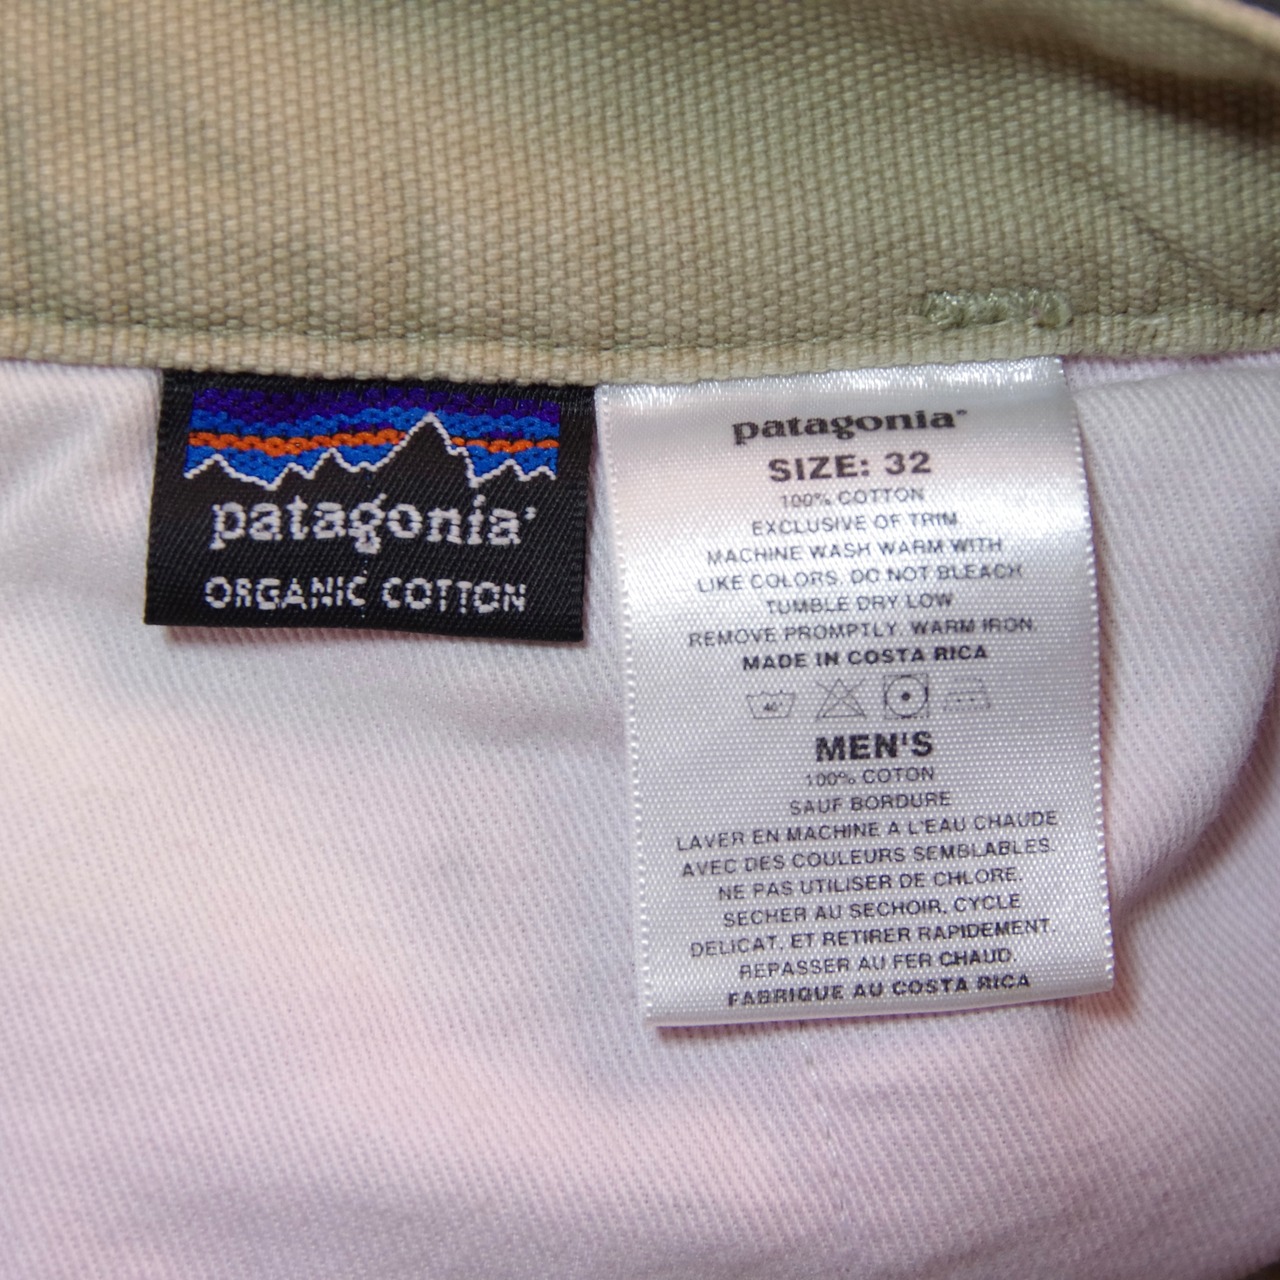 patagonia®
ORGANIC COTTON
patagonia®
SIZE: 32
100% COTTON
EXCLUSIVE OF TRIM
MACHINE WASH WARM WITH
LIKE COLORS, DO NOT BLEACH
TUMBLE DRY LOW
REMOVE PROMPTLY, WARM IRON.
MADE IN COSTA RICA
40°
MEN'S
100% COTON
SAUF BORDURE
LAVER EN MACHINE A L'EAU CHAUDE
AVEC DES COULEURS SEMBLABLES.
NE PAS UTILISER DE CHLORE.
SECHER AU SECHOIR, CYCLE
DELICAT, ET RETIRER RAPIDEMENT.
REPASSER AU FER CHAUD.
FABRIQUE AU COSTA RICA